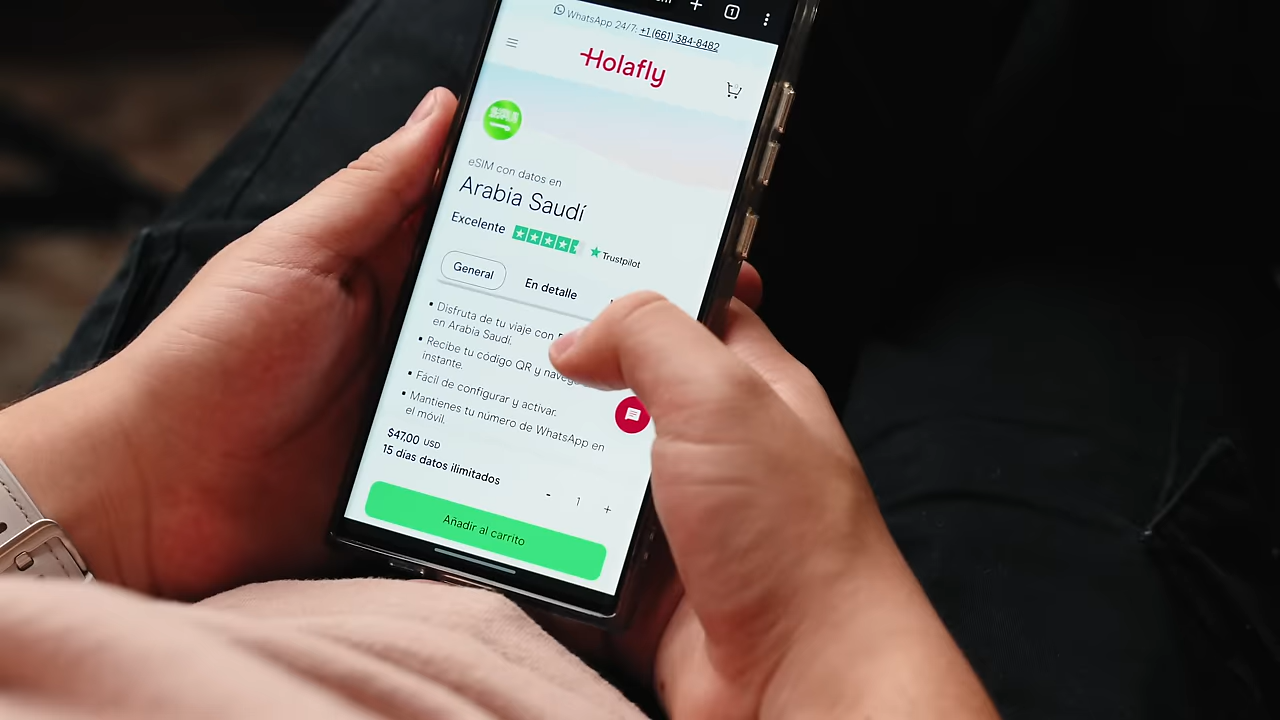 1
WhatsApp 24/7: +1 (661) 384-8482
Holafly
eSIM con datos en
Arabia Saudí
Excelente
Trustpilot
General
En detalle
Disfruta de tu viaje con
en Arabia Saudí.
Recibe tu código QR y
instante.
Fácil de configurar y activar.
Mantienes tu número de WhatsApp en
el móvil.
$47.00 USD
15 días datos ilimitados
- 1 +
Añadir al carrito